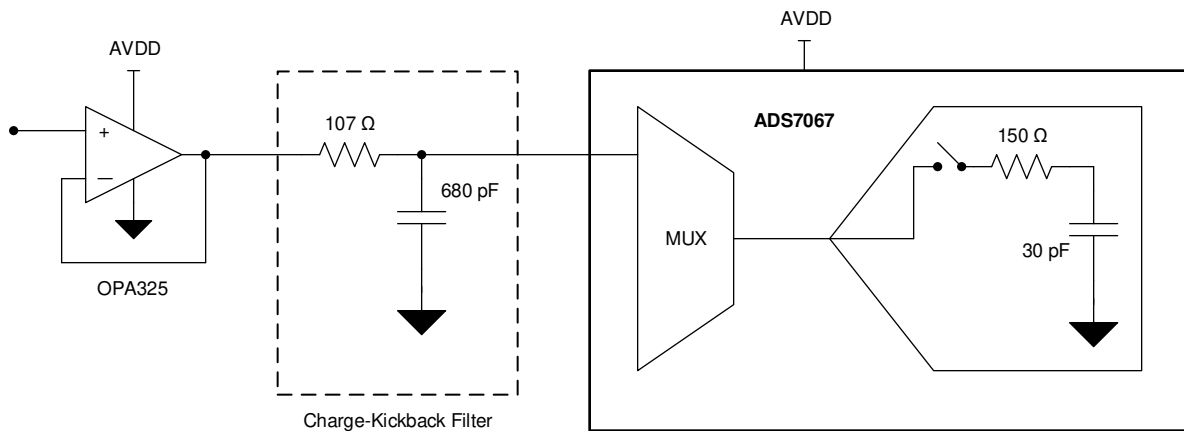 AVDD
AVDD
107 Ω
ADS7067
150 Ω
+
−
680 pF
MUX
30 pF
OPA325
Charge-Kickback Filter